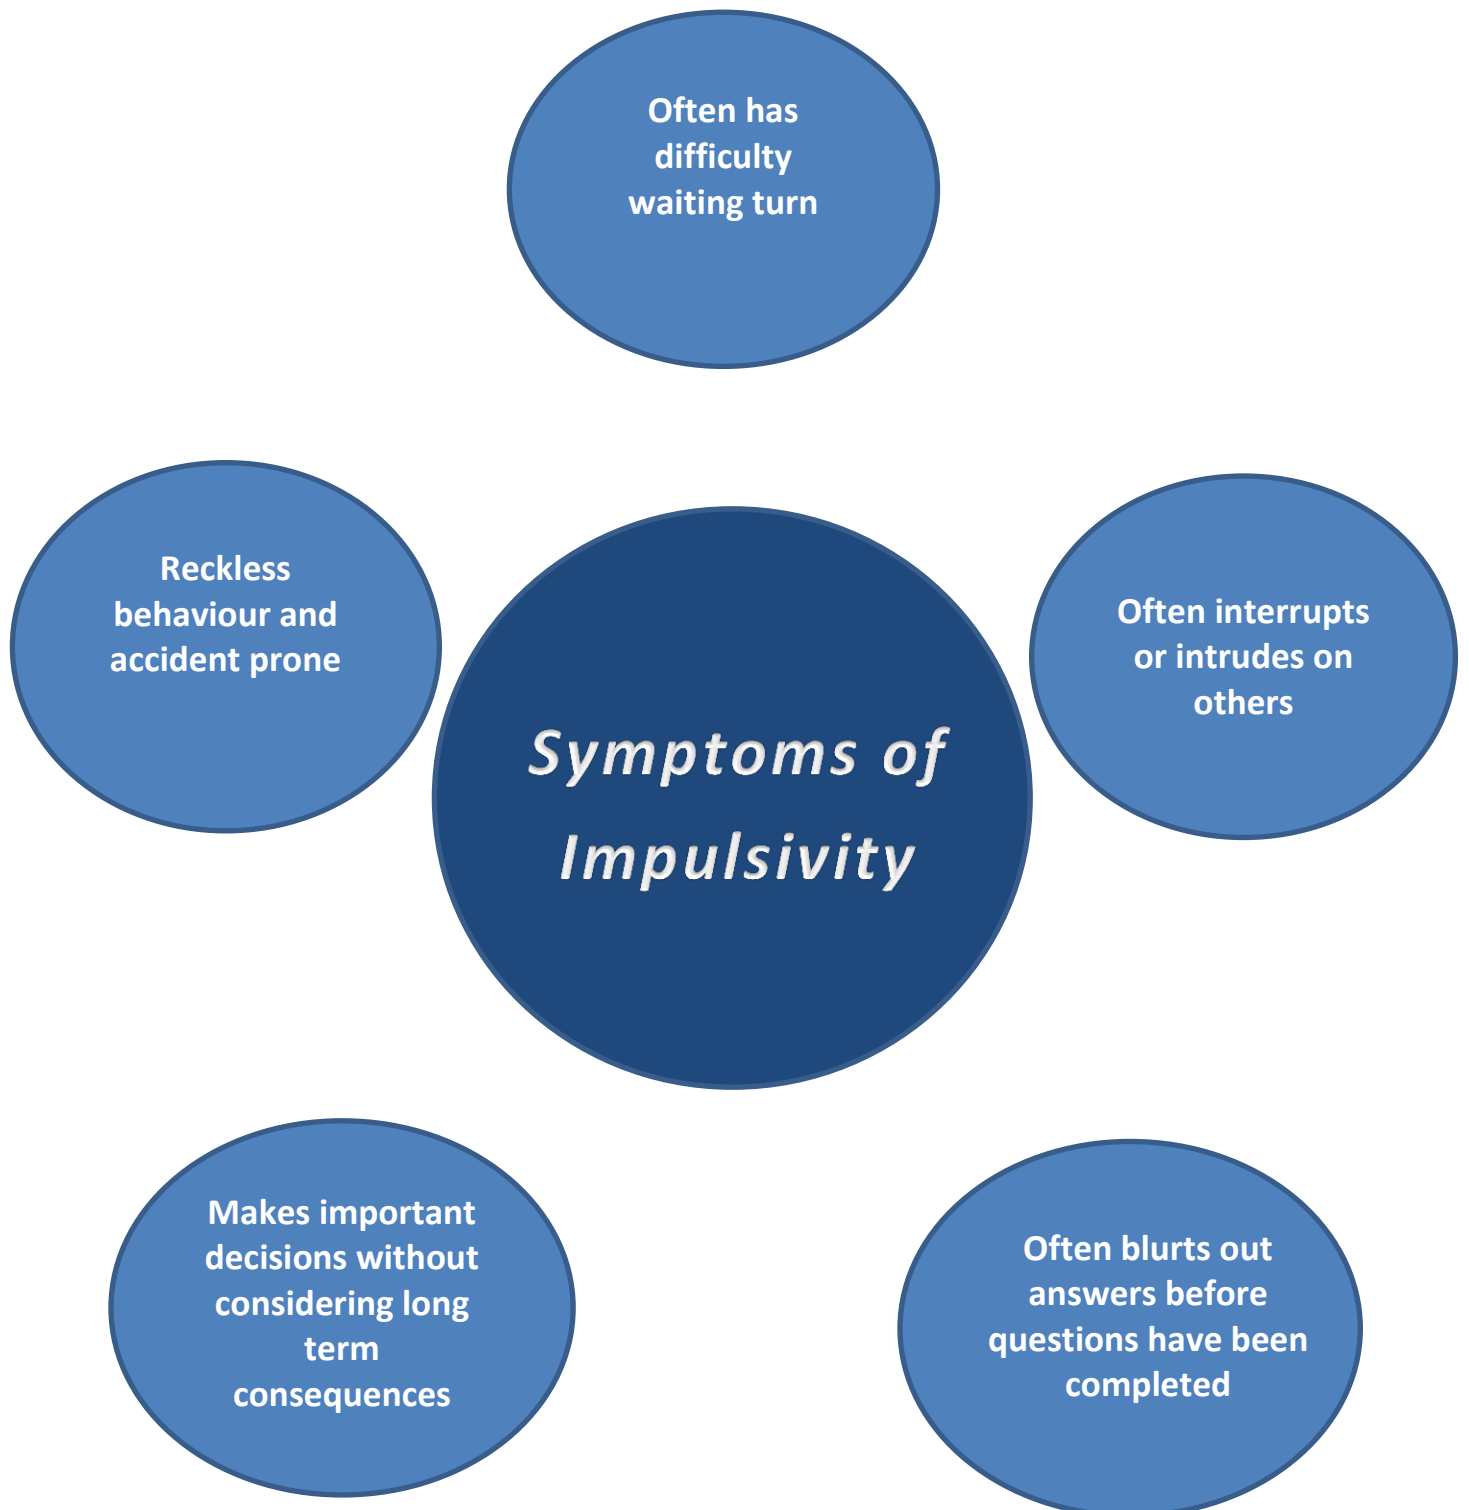 Often has
difficulty
waiting turn
Reckless
behaviour and
accident prone
Often interrupts
or intrudes on
others
Symptoms of
Impulsivity
Makes important
decisions without
considering long
term
consequences
Often blurts out
answers before
questions have been
completed